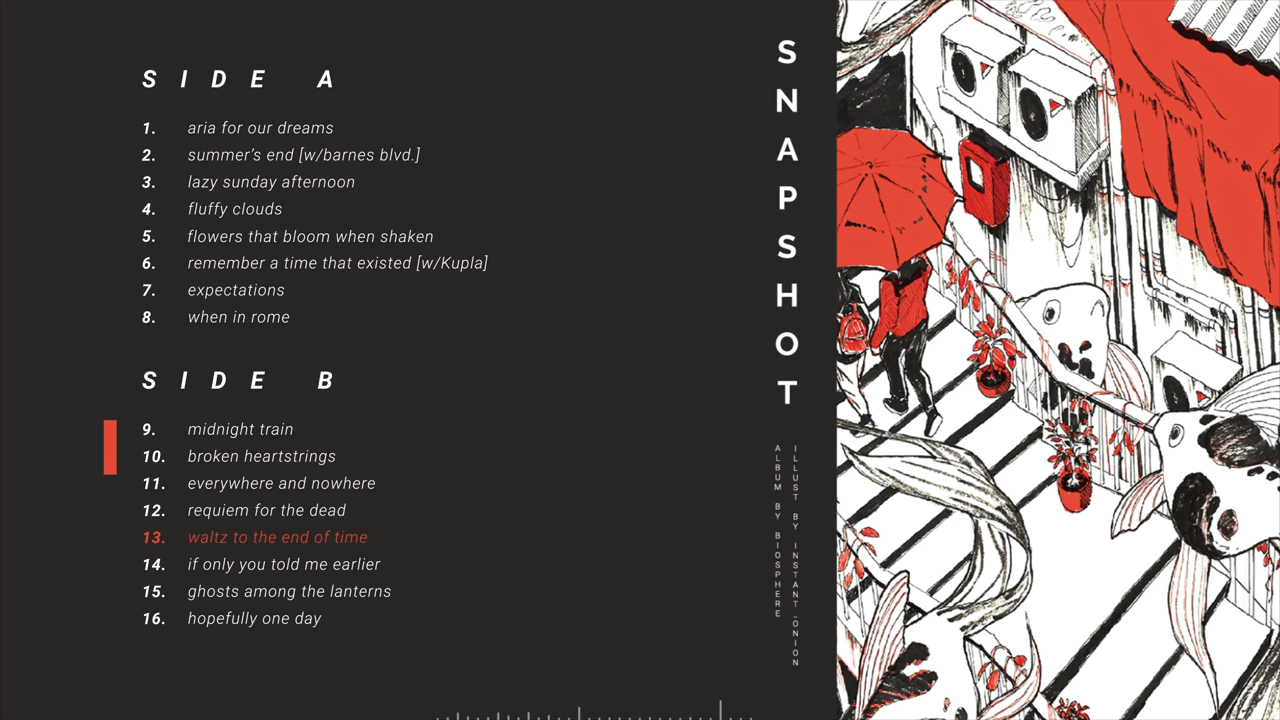 SIDE A
1. aria for our dreams
2. summer's end [w/barnes blvd.]
3. lazy sunday afternoon
4. fluffy clouds
5. flowers that bloom when shaken
6. remember a time that existed [w/Kupla]
7. expectations
8. when in rome
SIDE B
9. midnight train
10. broken heartstrings
11. everywhere and nowhere
12. requiem for the dead
13. waltz to the end of time
14. if only you told me earlier
15. ghosts among the lanterns
16. hopefully one day
SNAPSHOT
ALBUM BY BIOSPHERE
ILLUST BY INSTANT_ONION